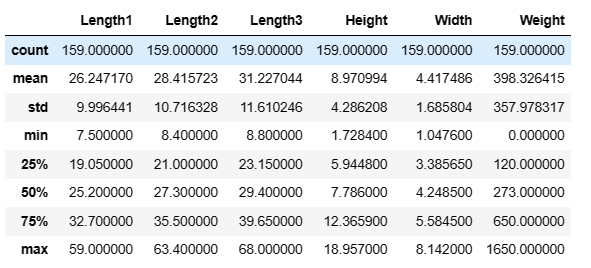 Length1 Length2 Length3 Height Width Weight
count 159.000000 159.000000 159.000000 159.000000 159.000000 159.000000
mean 26.247170 28.415723 31.227044 8.970994 4.417486 398.326415
std 9.996441 10.716328 11.610246 4.286208 1.685804 357.978317
min 7.500000 8.400000 8.800000 1.728400 1.047600 0.000000
25% 19.050000 21.000000 23.150000 5.944800 3.385650 120.000000
50% 25.200000 27.300000 29.400000 7.786000 4.248500 273.000000
75% 32.700000 35.500000 39.650000 12.365900 5.584500 650.000000
max 59.000000 63.400000 68.000000 18.957000 8.142000 1650.000000